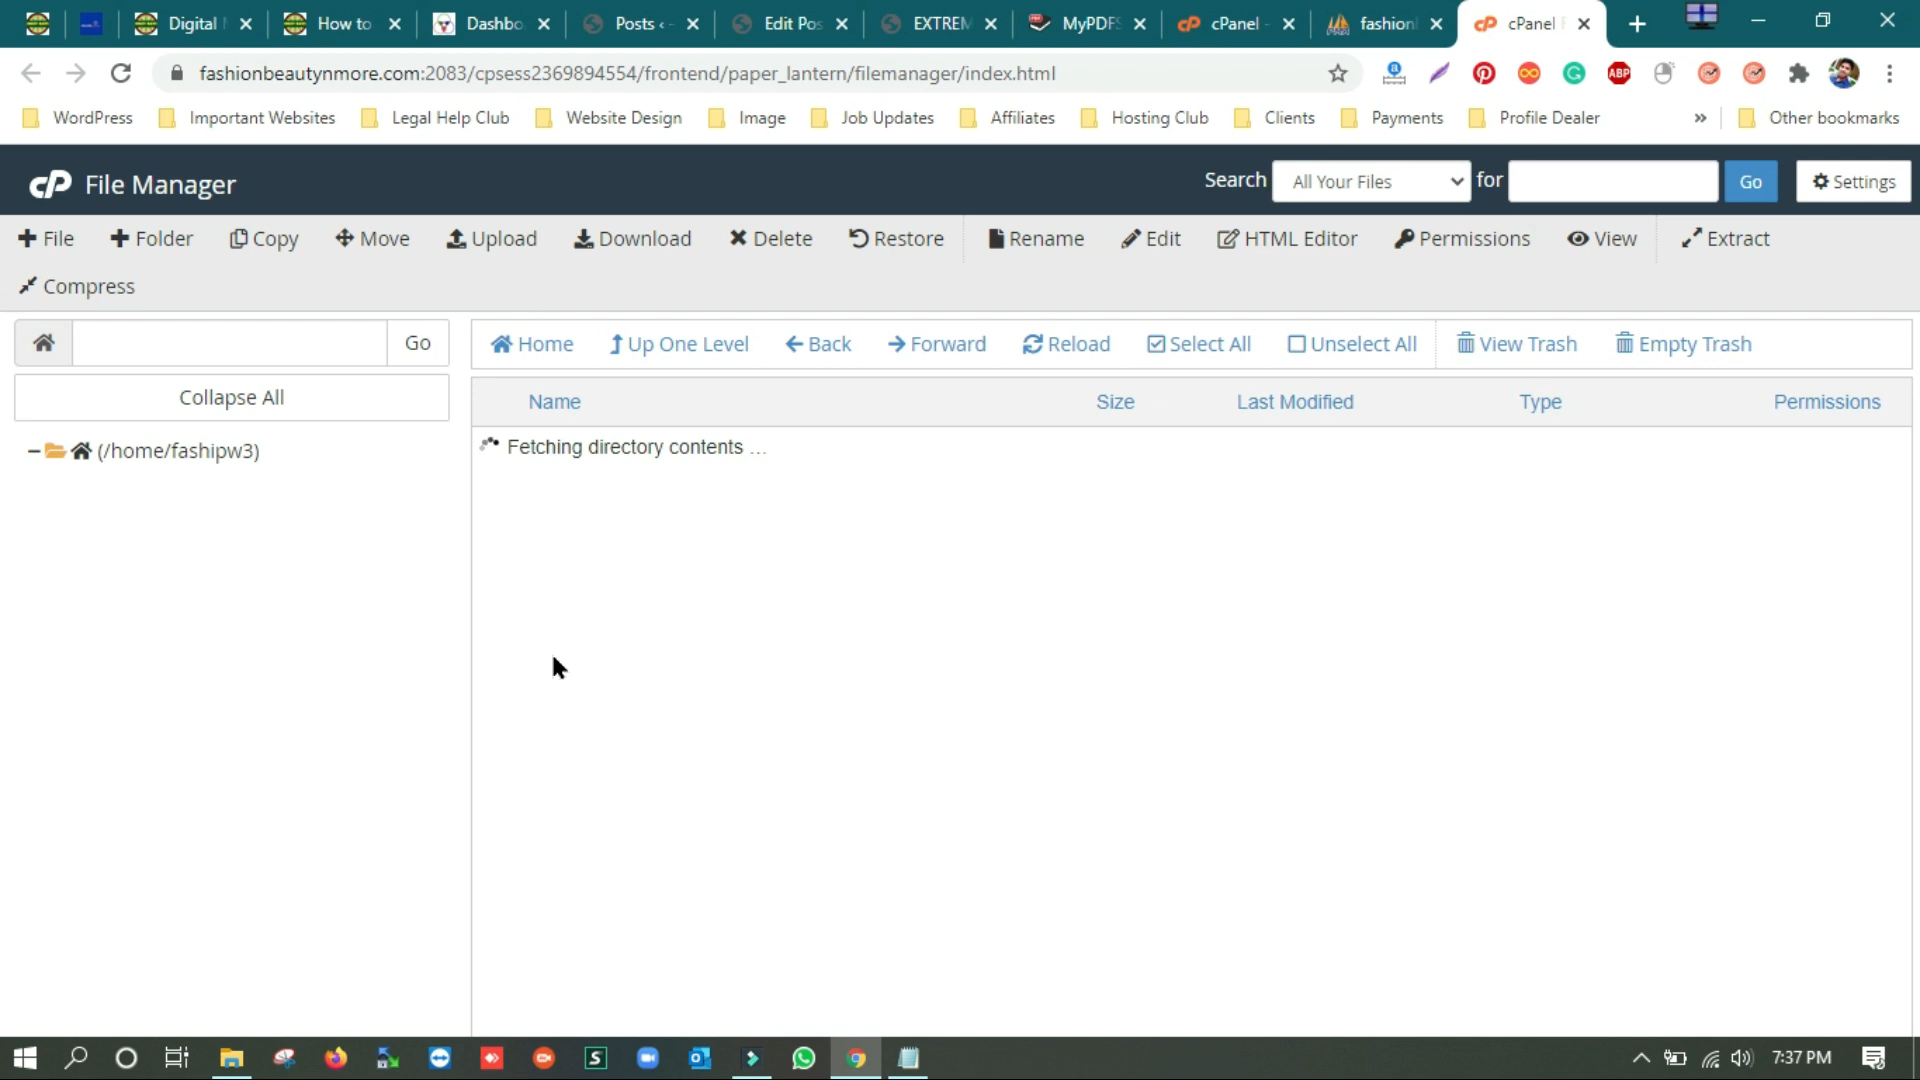 Digital
How to
Dashbo
Posts ‹ -
Edit Pos
EXTREM
MyPDFS
cPanel -
fashion
cPanel
fashionbeautynmore.com:2083/cpsess2369894554/frontend/paper_lantern/filemanager/index.html
ABP
WordPress
Important Websites
Legal Help Club
Website Design
Image
Job Updates
Affiliates
Hosting Club
Clients
Payments
Profile Dealer
»
Other bookmarks
cP File Manager
Search All Your Files for Go Settings
File
Folder
Copy
Move
Upload
Download
Delete
Restore
Rename
Edit
HTML Editor
Permissions
View
Extract
Compress
Go
Home
Up One Level
Back
Forward
Reload
Select All
Unselect All
View Trash
Empty Trash
Collapse All
Name Size Last Modified Type Permissions
(/home/fashipw3)
Fetching directory contents ...
7:37 PM